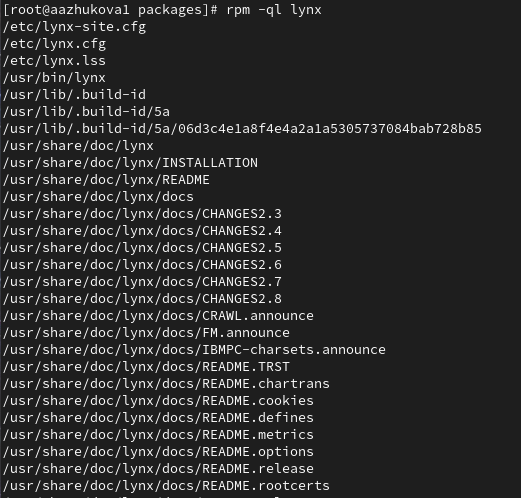 [root@aazhukova1 packages]# rpm -ql lynx
/etc/lynx-site.cfg
/etc/lynx.cfg
/etc/lynx.lss
/usr/bin/lynx
/usr/lib/.build-id
/usr/lib/.build-id/5a
/usr/lib/.build-id/5a/06d3c4e1a8f4e4a2a1a5305737084bab728b85
/usr/share/doc/lynx
/usr/share/doc/lynx/INSTALLATION
/usr/share/doc/lynx/README
/usr/share/doc/lynx/docs
/usr/share/doc/lynx/docs/CHANGES2.3
/usr/share/doc/lynx/docs/CHANGES2.4
/usr/share/doc/lynx/docs/CHANGES2.5
/usr/share/doc/lynx/docs/CHANGES2.6
/usr/share/doc/lynx/docs/CHANGES2.7
/usr/share/doc/lynx/docs/CHANGES2.8
/usr/share/doc/lynx/docs/CRAWL.announce
/usr/share/doc/lynx/docs/FM.announce
/usr/share/doc/lynx/docs/IBMPC-charsets.announce
/usr/share/doc/lynx/docs/README.TRST
/usr/share/doc/lynx/docs/README.chartrans
/usr/share/doc/lynx/docs/README.cookies
/usr/share/doc/lynx/docs/README.defines
/usr/share/doc/lynx/docs/README.metrics
/usr/share/doc/lynx/docs/README.options
/usr/share/doc/lynx/docs/README.release
/usr/share/doc/lynx/docs/README.rootcerts